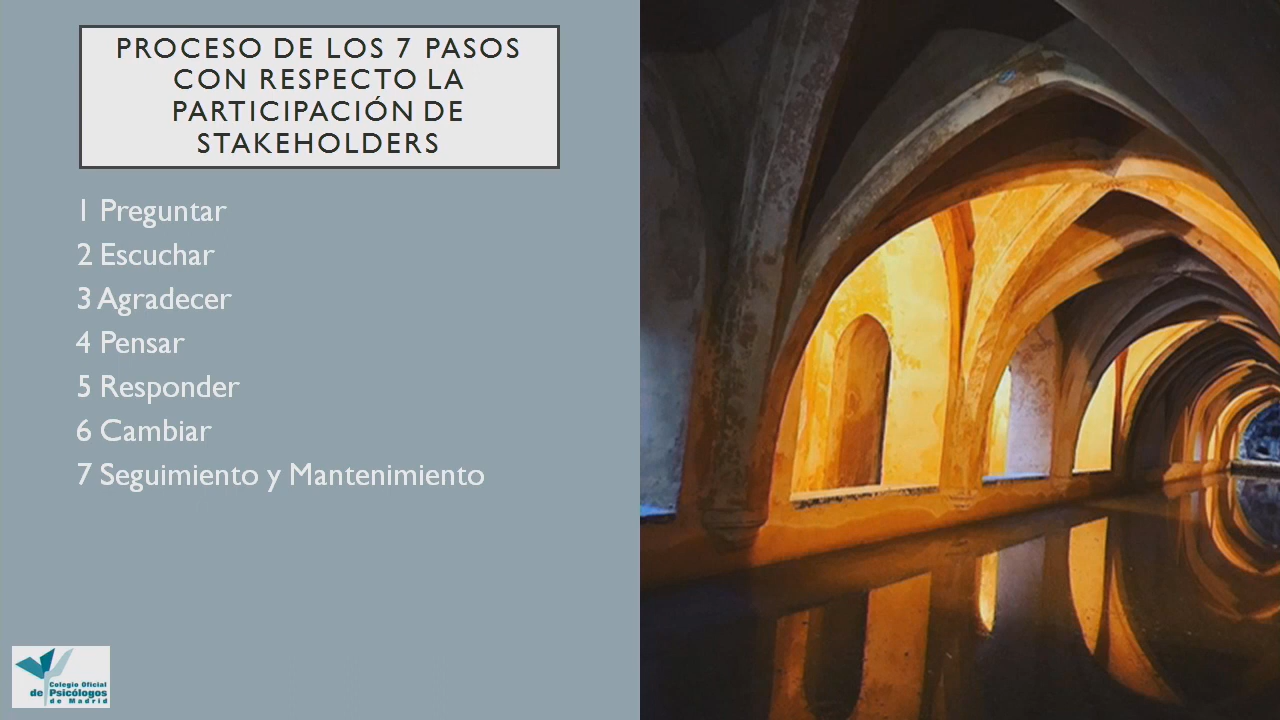 PROCESO DE LOS 7 PASOS
CON RESPECTO LA
PARTICIPACIÓN DE
STAKEHOLDERS
1 Preguntar
2 Escuchar
3 Agradecer
4 Pensar
5 Responder
6 Cambiar
7 Seguimiento y Mantenimiento
Colegio Oficial
de Psicólogos
de Madrid